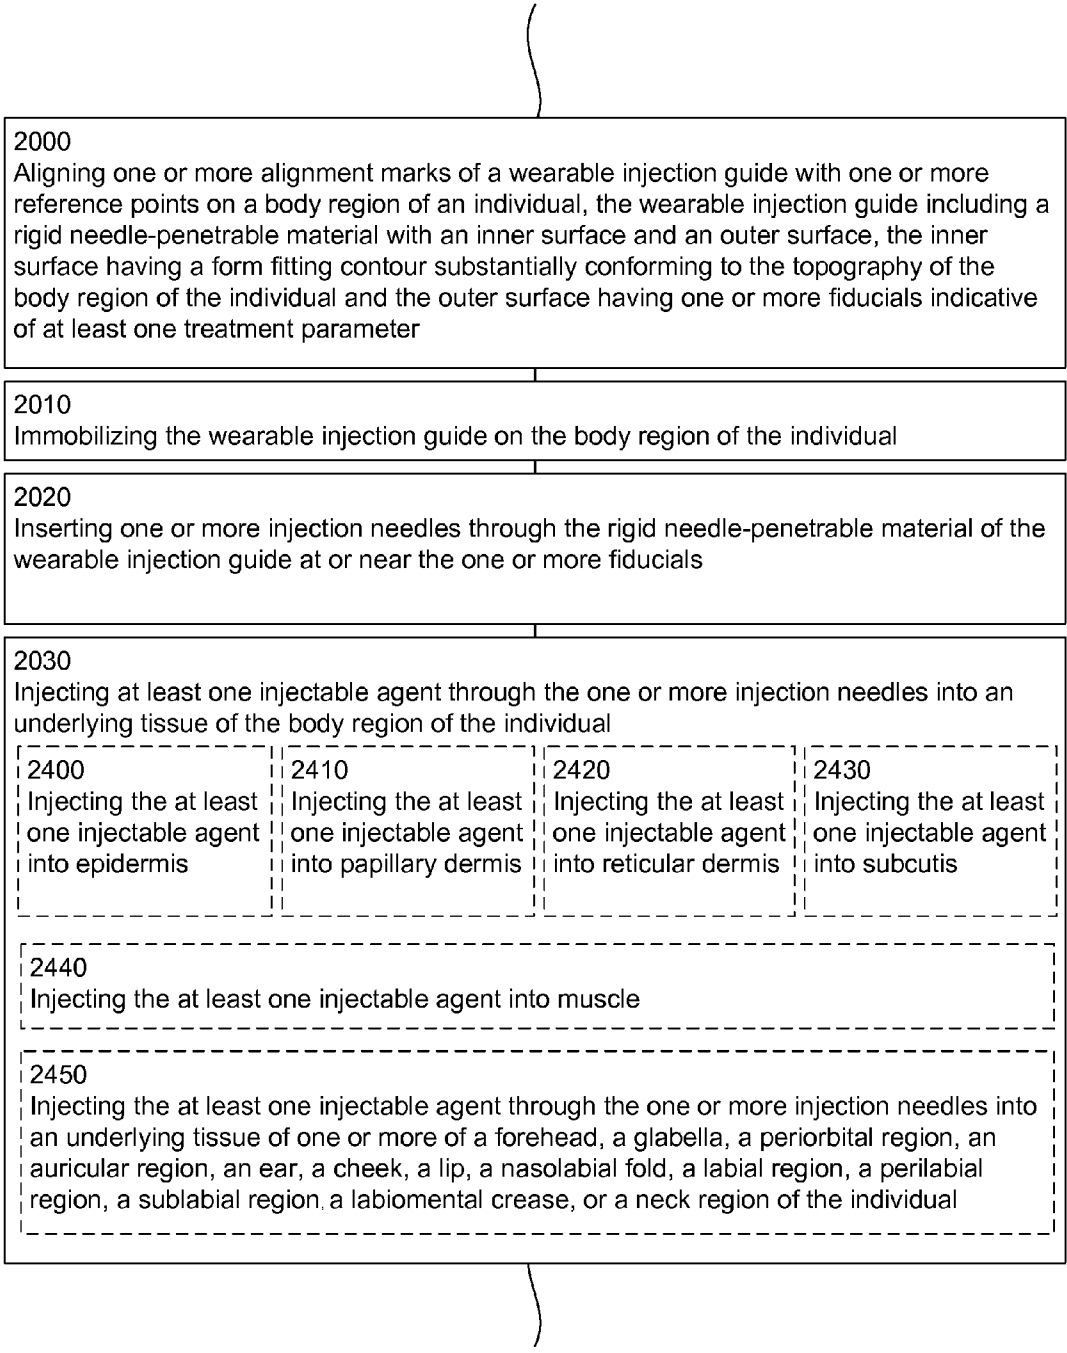 2000
Aligning one or more alignment marks of a wearable injection guide with one or more
reference points on a body region of an individual, the wearable injection guide including a
rigid needle-penetrable material with an inner surface and an outer surface, the inner
surface having a form fitting contour substantially conforming to the topography of the
body region of the individual and the outer surface having one or more fiducials indicative
of at least one treatment parameter
2010
Immobilizing the wearable injection guide on the body region of the individual
2020
Inserting one or more injection needles through the rigid needle-penetrable material of the
wearable injection guide at or near the one or more fiducials
2030
Injecting at least one injectable agent through the one or more injection needles into an
underlying tissue of the body region of the individual
2400
Injecting the at least
one injectable agent
into epidermis
2410
Injecting the at least
one injectable agent
into papillary dermis
2420
Injecting the at least
one injectable agent
into reticular dermis
2430
Injecting the at least
one injectable agent
into subcutis
2440
Injecting the at least one injectable agent into muscle
2450
Injecting the at least one injectable agent through the one or more injection needles into
an underlying tissue of one or more of a forehead, a glabella, a periorbital region, an
auricular region, an ear, a cheek, a lip, a nasolabial fold, a labial region, a perilabial
region, a sublabial region, a labiomental crease, or a neck region of the individual